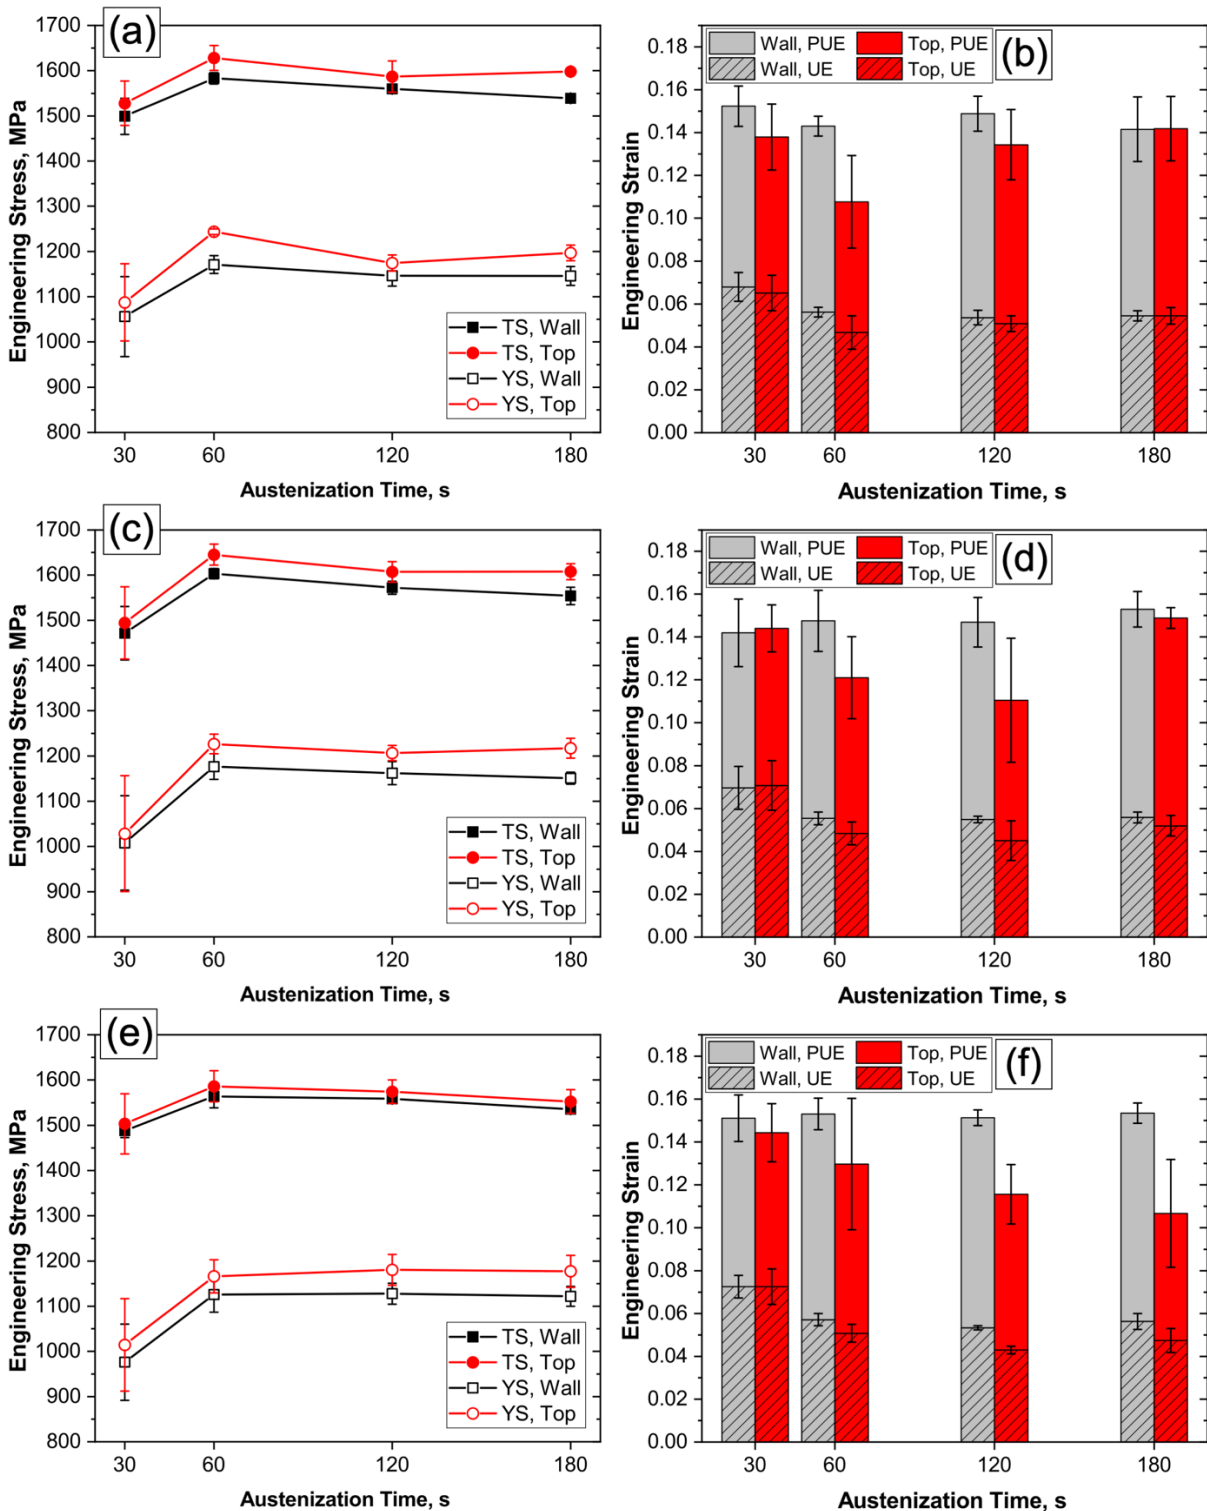 (a)
1700
1600
1500
1400
1300
1200
1100
1000
900
800
Engineering Stress, MPa
TS, Wall
TS, Top
YS, Wall
YS, Top
30 60 120 180
Austenization Time, s
(b)
0.18
0.16
0.14
0.12
0.10
0.08
0.06
0.04
0.02
0.00
Engineering Strain
Wall, PUE Top, PUE
Wall, UE Top, UE
30 60 120 180
Austenization Time, s
(c)
1700
1600
1500
1400
1300
1200
1100
1000
900
800
Engineering Stress, MPa
TS, Wall
TS, Top
YS, Wall
YS, Top
30 60 120 180
Austenization Time, s
(d)
0.18
0.16
0.14
0.12
0.10
0.08
0.06
0.04
0.02
0.00
Engineering Strain
Wall, PUE Top, PUE
Wall, UE Top, UE
30 60 120 180
Austenization Time, s
(e)
1700
1600
1500
1400
1300
1200
1100
1000
900
800
Engineering Stress, MPa
TS, Wall
TS, Top
YS, Wall
YS, Top
30 60 120 180
Austenization Time, s
(f)
0.18
0.16
0.14
0.12
0.10
0.08
0.06
0.04
0.02
0.00
Engineering Strain
Wall, PUE Top, PUE
Wall, UE Top, UE
30 60 120 180
Austenization Time, s